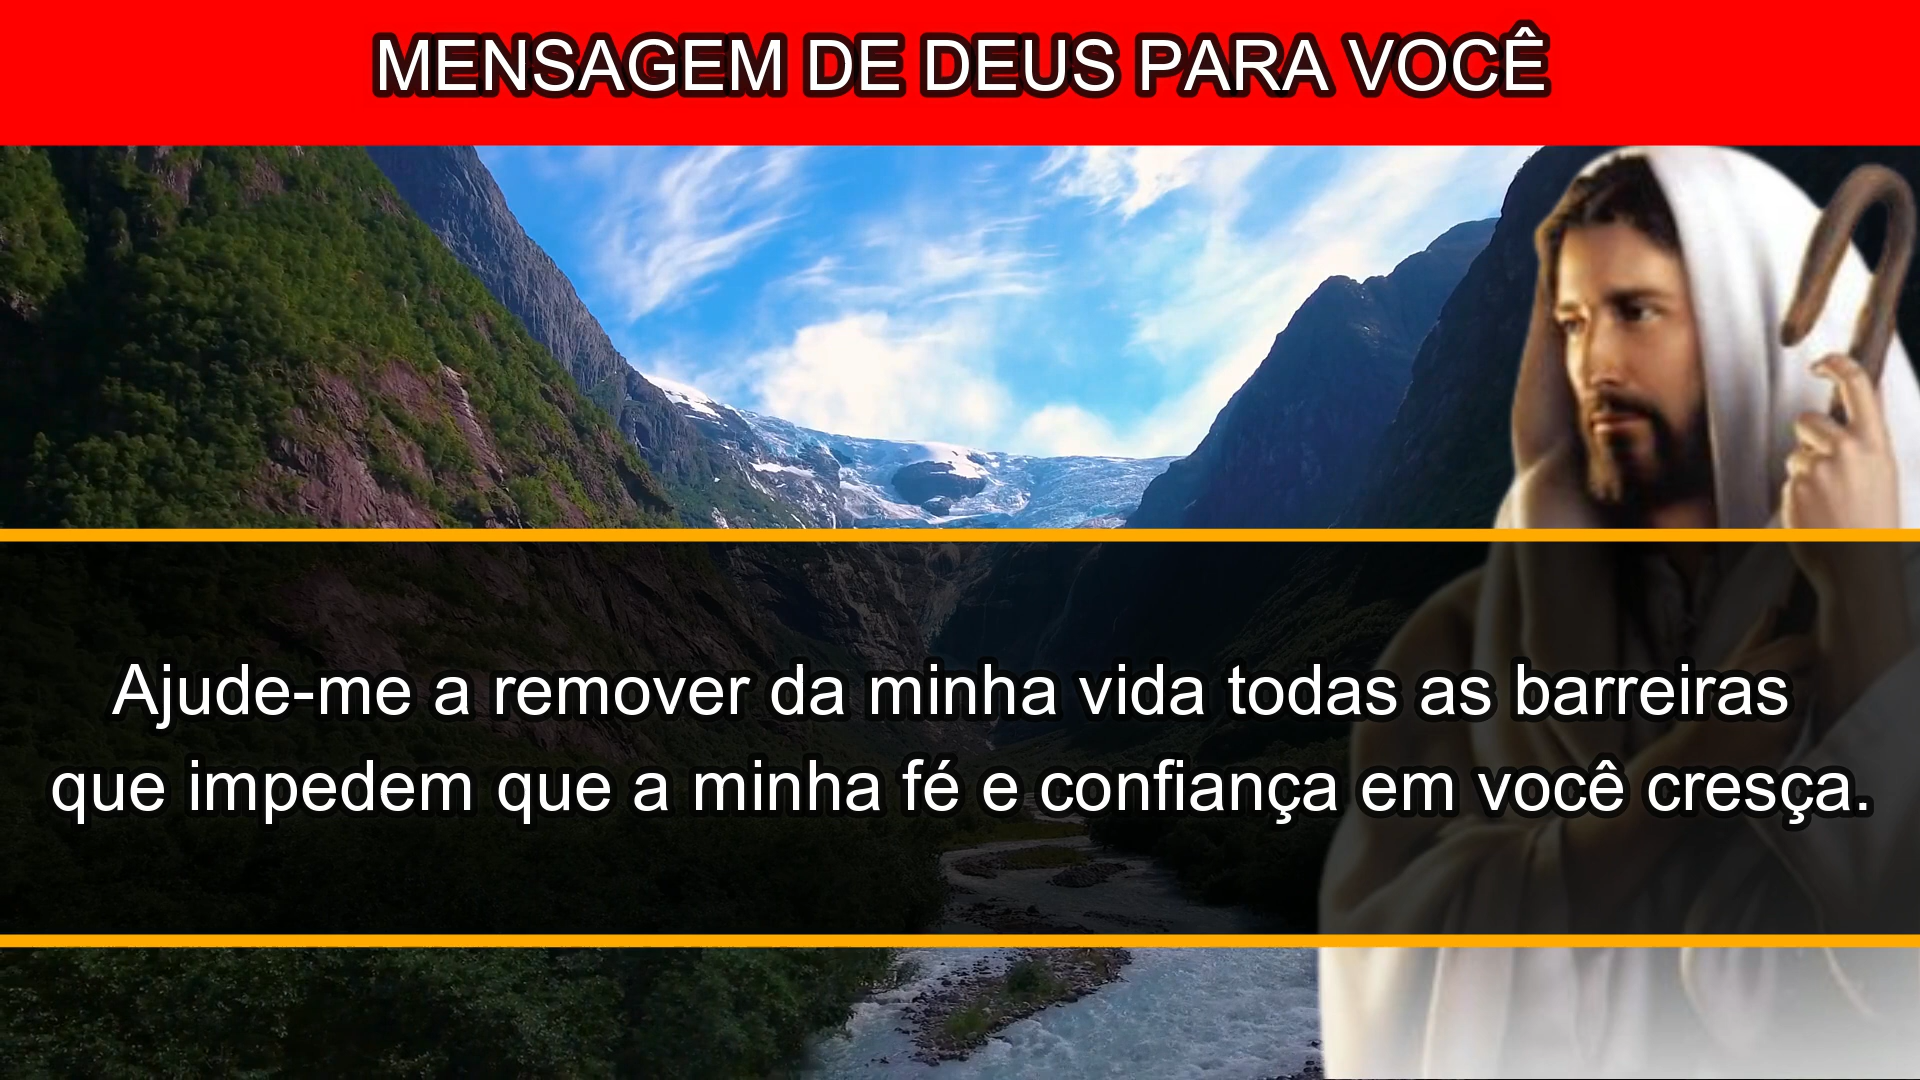 MENSAGEM DE DEUS PARA VOCÊ
Ajude-me a remover da minha vida todas as barreiras
que impedem que a minha fé e confiança em você cresça.